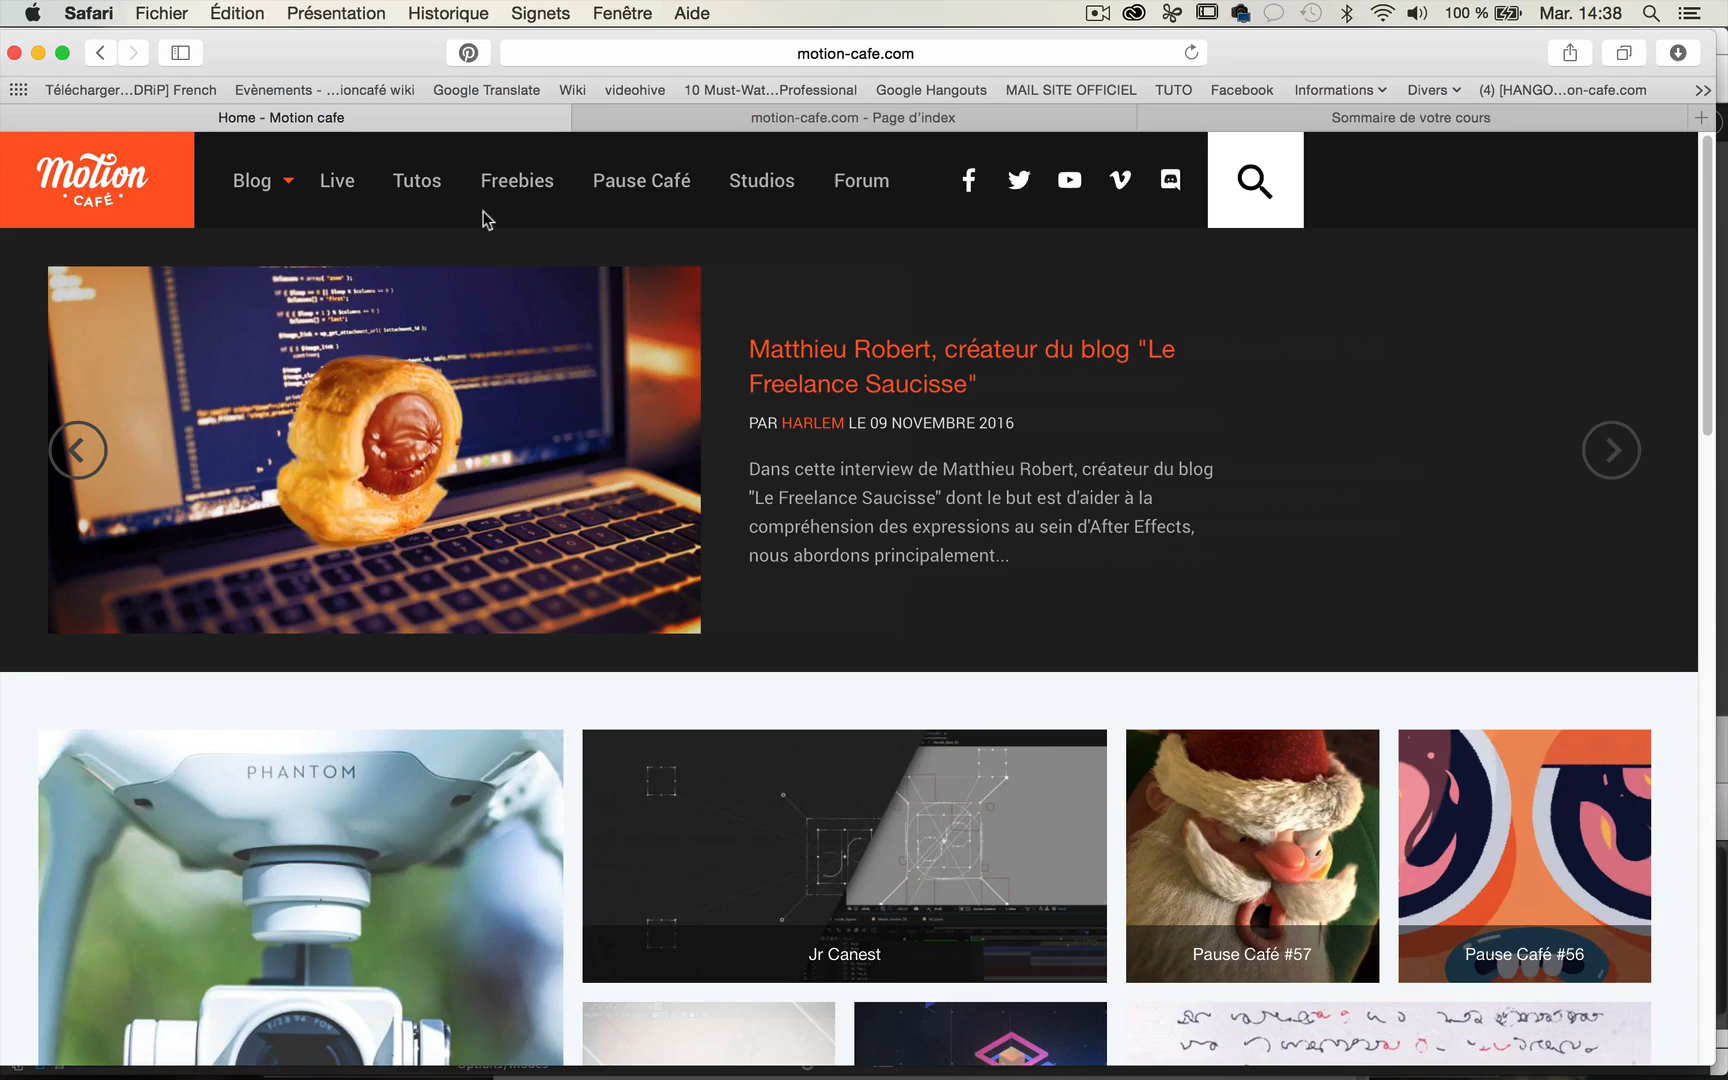 Safari Fichier Édition Présentation Historique Signets Fenêtre Aide 100 % Mar. 14:38
motion-cafe.com
Télécharger...DRiP] French Evènements - ...ioncafé wiki Google Translate Wiki videohive 10 Must-Wat...Professional Google Hangouts MAIL SITE OFFICIEL TUTO Facebook Informations Divers (4) [HANGO...on-cafe.com
Home - Motion cafe motion-cafe.com - Page d'index Sommaire de votre cours
Motion
CAFÉ
Blog Live Tutos Freebies Pause Café Studios Forum
Matthieu Robert, créateur du blog "Le
Freelance Saucisse"
PAR HARLEM LE 09 NOVEMBRE 2016
Dans cette interview de Matthieu Robert, créateur du blog
"Le Freelance Saucisse" dont le but est d'aider à la
compréhension des expressions au sein d'After Effects,
nous abordons principalement...
PHANTOM
Jr Canest
Pause Café #57
Pause Café #56